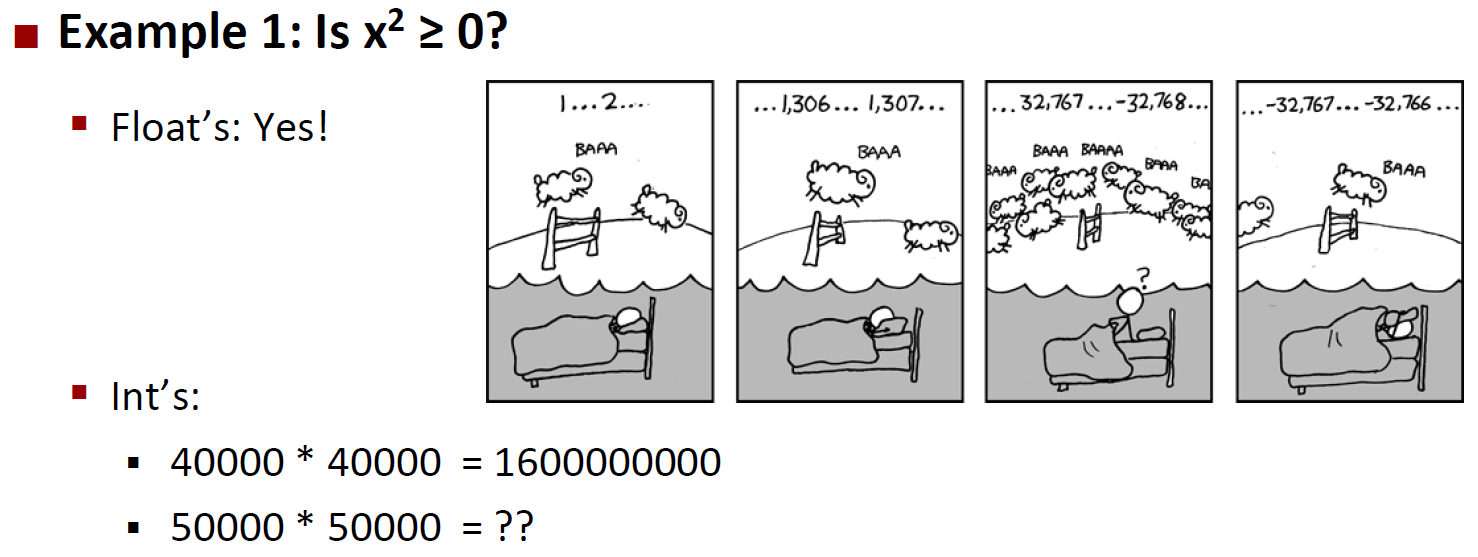 Example 1: Is x² ≥ 0?
Float's: Yes!
1...2....
BAAA
...1,306... 1,307...
BAAA
...32,767...-32,768...
BAAA BAAA BAAAA BAAA BA
?
...-32,767...-32,766...
BAAA
Int's:
40000 * 40000 = 1600000000
50000 * 50000 = ??